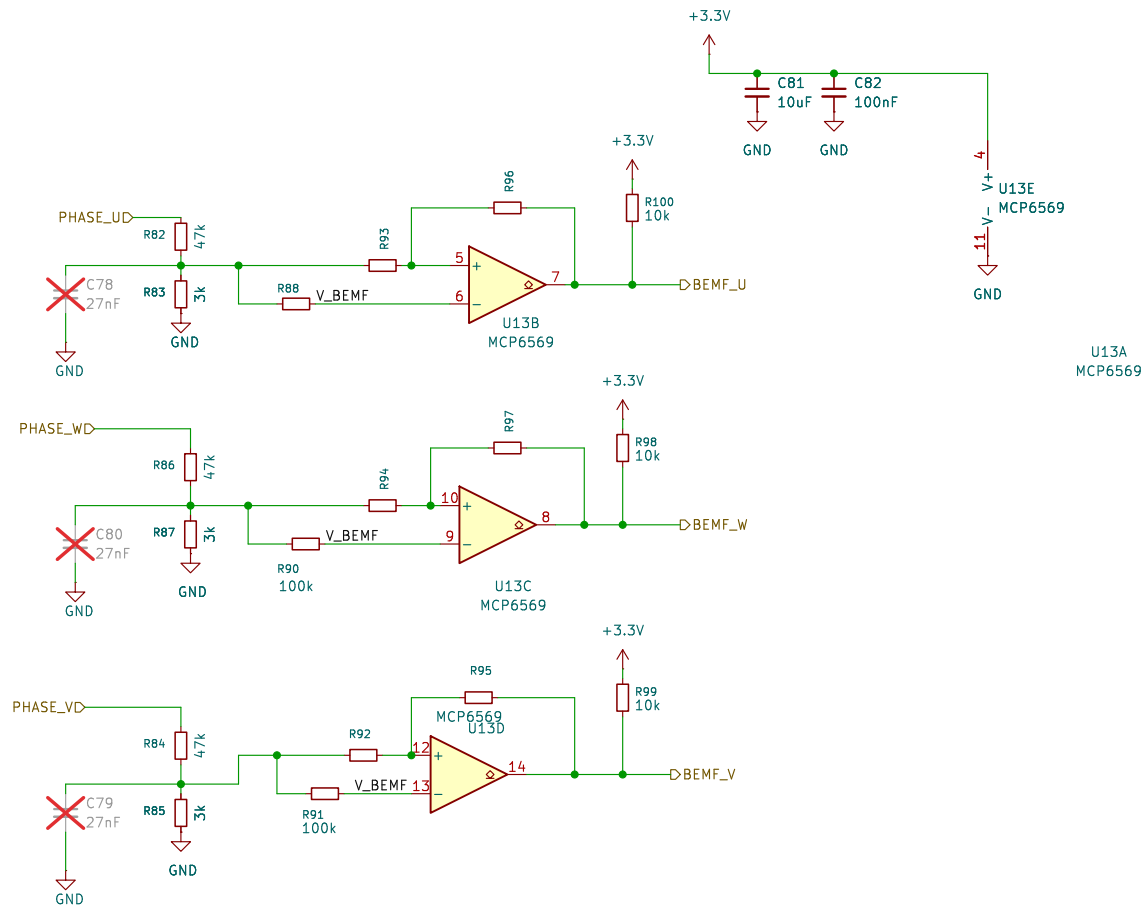 +3.3V
C81
10uF
C82
100nF
GND
GND
4
V+
U13E
MCP6569
V-
11
GND
+3.3V
R96
R100
10k
PHASE_U
R82
47k
R93
5
+
7
BEMF_U
C78
27nF
R83
3k
R88
V_BEMF
6
-
GND
U13B
MCP6569
GND
U13A
MCP6569
+3.3V
PHASE_W
R97
R98
10k
R86
47k
R94
10
+
8
BEMF_W
C80
27nF
R87
3k
V_BEMF
9
-
R90
100k
GND
U13C
MCP6569
GND
+3.3V
R95
R99
10k
PHASE_V
MCP6569
U13D
R84
47k
R92
12
+
14
BEMF_V
V_BEMF
13
-
C79
27nF
R85
3k
R91
100k
GND
GND